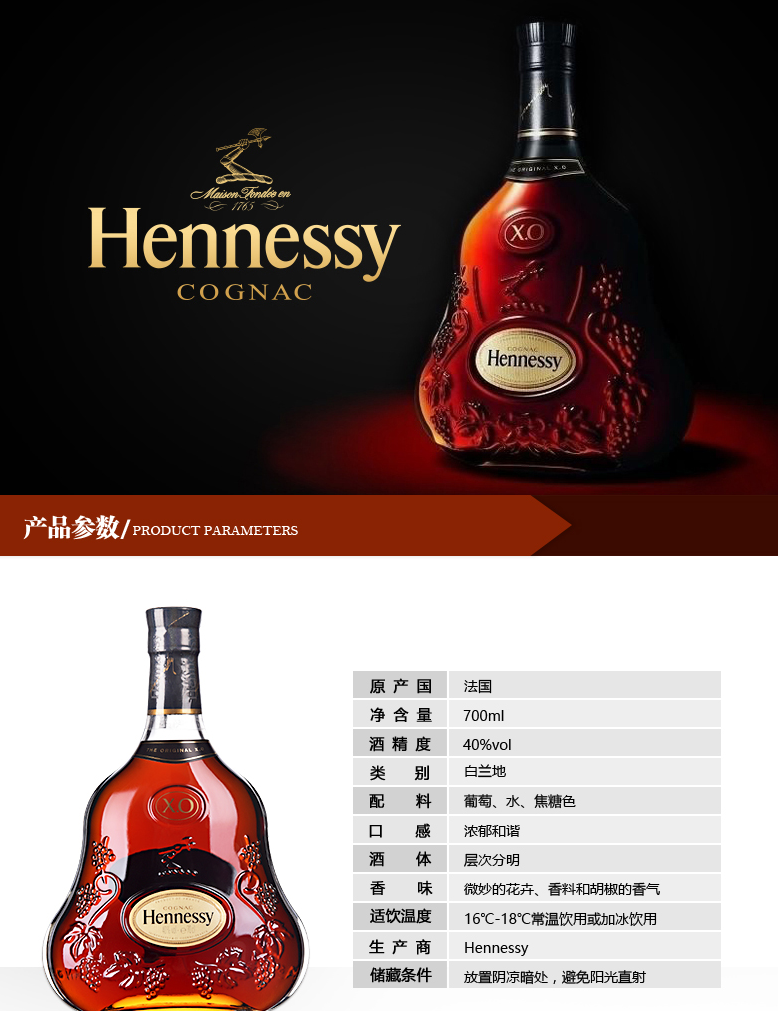 THE ORIGINAL X.O
X.O
Maison Fondée en
1765
Hennessy
COGNAC
COGNAC
Hennessy
产品参数/PRODUCT PARAMETERS
THE ORIGINAL X.O
XO
COGNAC
Hennessy
原产国 法国
净含量 700ml
酒精度 40%vol
类别 白兰地
配料 葡萄、水、焦糖色
口感 浓郁和谐
酒体 层次分明
香味 微妙的花卉、香料和胡椒的香气
适饮温度 16℃-18℃常温饮用或加冰饮用
生产商 Hennessy
储藏条件 放置阴凉暗处，避免阳光直射